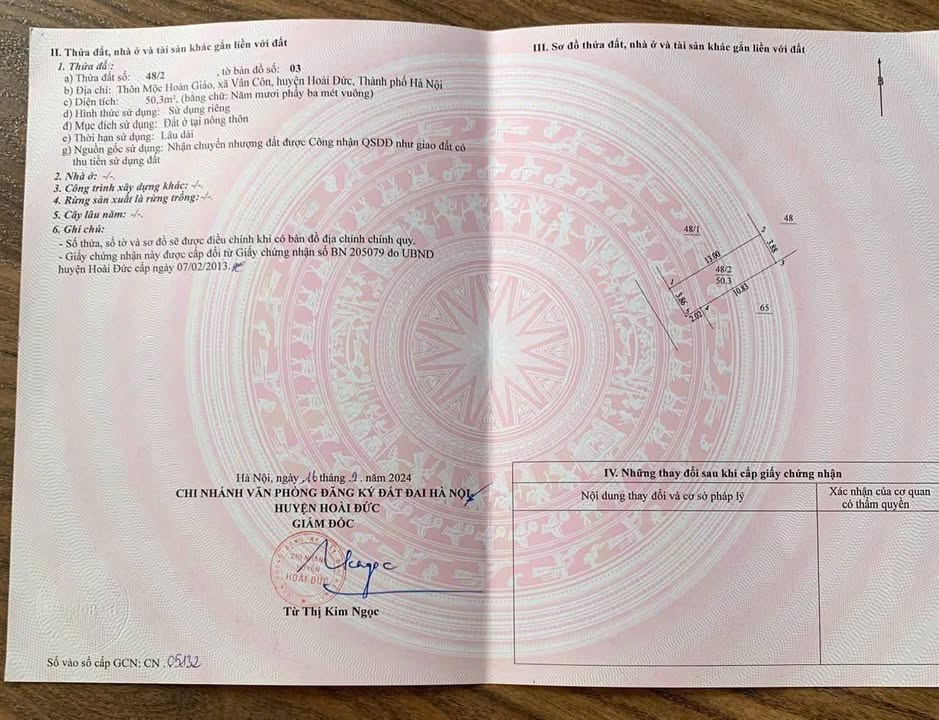 II. Thửa đất, nhà ở và tài sản khác gắn liền với đất
1. Thửa đất:
a) Thửa đất số: 48/2 , tờ bản đồ số: 03
b) Địa chỉ: Thôn Mộc Hoàn Giáo, xã Vân Côn, huyện Hoài Đức, Thành phố Hà Nội
c) Diện tích: 50,3m², (bằng chữ: Năm mươi phẩy ba mét vuông)
d) Hình thức sử dụng: Sử dụng riêng
đ) Mục đích sử dụng: Đất ở tại nông thôn
e) Thời hạn sử dụng: Lâu dài
g) Nguồn gốc sử dụng: Nhận chuyển nhượng đất được Công nhận QSDĐ như giao đất có
thu tiền sử dụng đất
2. Nhà ở: -/-.
3. Công trình xây dựng khác: -/-.
4. Rừng sản xuất là rừng trồng:-/-.
5. Cây lâu năm: -/-.
6. Ghi chú:
- Số thửa, số tờ và sơ đồ sẽ được điều chỉnh khi có bản đồ địa chính chính quy.
- Giấy chứng nhận này được cấp đổi từ Giấy chứng nhận số BN 205079 do UBND
huyện Hoài Đức cấp ngày 07/02/2013.
Hà Nội, ngày 16 tháng 9. năm 2024
CHI NHÁNH VĂN PHÒNG ĐĂNG KÝ ĐẤT ĐAI HÀ NỘI
HUYỆN HOÀI ĐỨC
GIÁM ĐỐC
CHI NHÁNH
HUYỆN
HOÀI ĐỨC
Từ Thị Kim Ngọc
Số vào sổ cấp GCN: CN .05132
III. Sơ đồ thửa đất, nhà ở và tài sản khác gắn liền với đất
B
48
48/1
2
13.00
3.88
3
48/2
50.3
1
10.83
3.86
65
5
2.02
4
IV. Những thay đổi sau khi cấp giấy chứng nhận
Nội dung thay đổi và cơ sở pháp lý
Xác nhận của cơ quan
có thẩm quyền